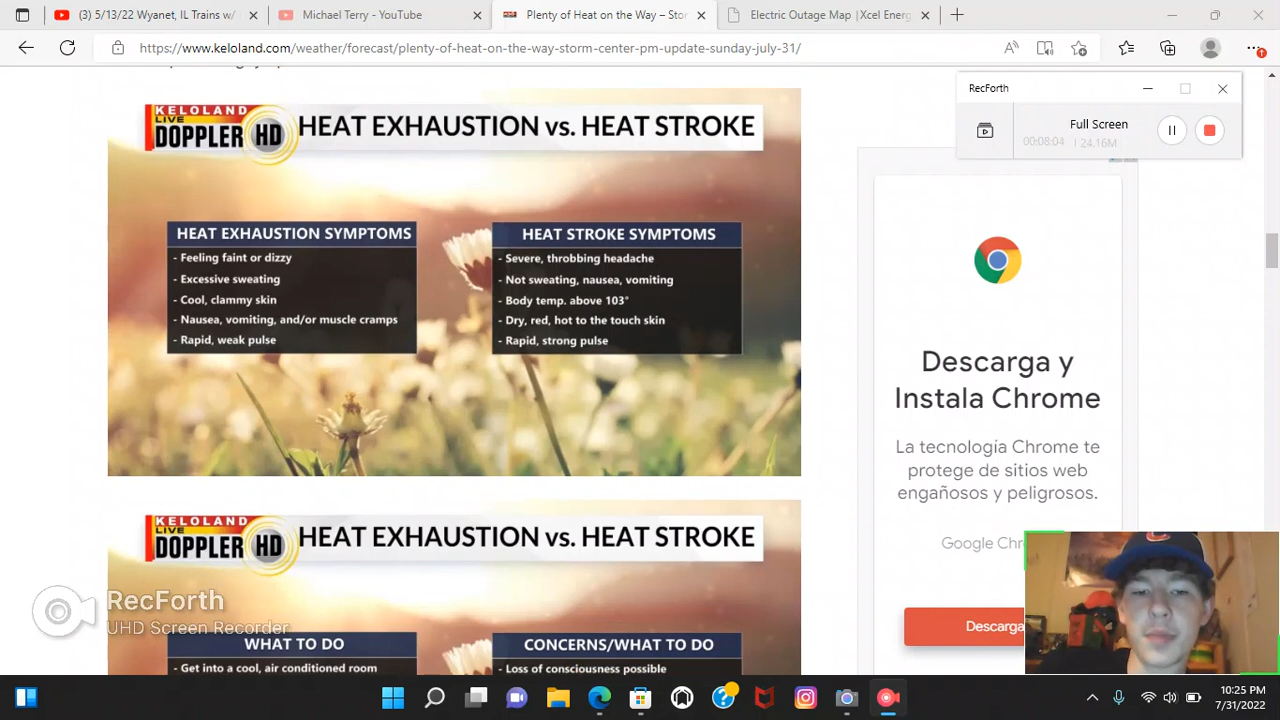 (3) 5/13/22 Wyanet, IL Trains w/
Michael Terry - YouTube
Plenty of Heat on the Way – Stor
Electric Outage Map | Xcel Energ
https://www.keloland.com/weather/forecast/plenty-of-heat-on-the-way-storm-center-pm-update-sunday-july-31/
RecForth
Full Screen
00:08:04 | 24.16M
KELOLAND
LIVE
DOPPLER HD
HEAT EXHAUSTION vs. HEAT STROKE
HEAT EXHAUSTION SYMPTOMS
- Feeling faint or dizzy
- Excessive sweating
- Cool, clammy skin
- Nausea, vomiting, and/or muscle cramps
- Rapid, weak pulse
HEAT STROKE SYMPTOMS
- Severe, throbbing headache
- Not sweating, nausea, vomiting
- Body temp. above 103°
- Dry, red, hot to the touch skin
- Rapid, strong pulse
Descarga y
Instala Chrome
La tecnología Chrome te
protege de sitios web
engañosos y peligrosos.
Google Chr
Descarga
KELOLAND
LIVE
DOPPLER HD
HEAT EXHAUSTION vs. HEAT STROKE
WHAT TO DO
- Get into a cool, air conditioned room
CONCERNS/WHAT TO DO
- Loss of consciousness possible
RecForth
UHD Screen Recorder
10:25 PM
7/31/2022